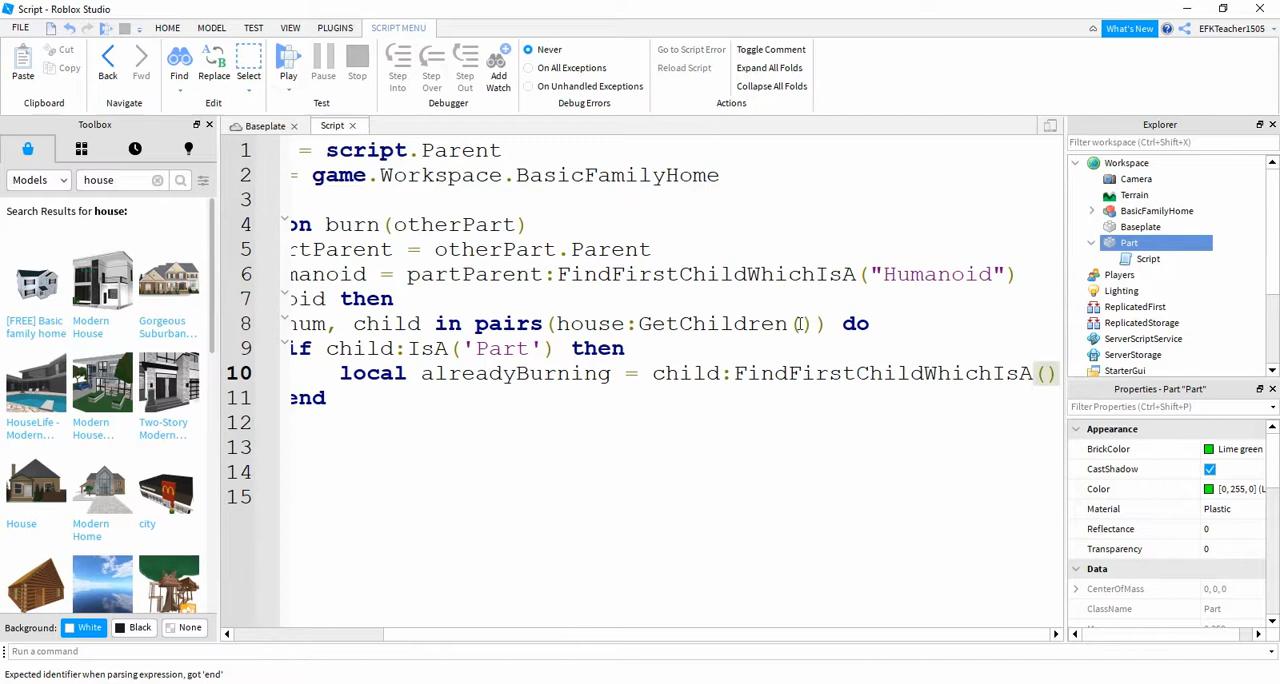 Script - Roblox Studio
FILE HOME MODEL TEST VIEW PLUGINS SCRIPT MENU What's New EFKTeacher1505
Paste Cut Copy Back Fwd Find Replace Select Play Pause Stop Step Into Step Over Step Out Add Watch
Never
On All Exceptions
On Unhandled Exceptions
Go to Script Error
Reload Script
Toggle Comment
Expand All Folds
Collapse All Folds
Clipboard Navigate Edit Test Debugger Debug Errors Actions
Toolbox
Models house
Search Results for house:
[FREE] Basic family home
Modern House
Gorgeous Suburban...
HouseLife - Modern...
Modern House...
Two-Story Modern...
House
Modern Home
city
Background: White Black None
Baseplate Script
1 = script.Parent
2 = game.Workspace.BasicFamilyHome
3
4 on burn(otherPart)
5 rtParent = otherPart.Parent
6 manoid = partParent:FindFirstChildWhichIsA("Humanoid")
7 oid then
8 num, child in pairs(house:GetChildren()) do
9 if child:IsA('Part') then
10 local alreadyBurning = child:FindFirstChildWhichIsA()
11 end
12
13
14
15
Explorer
Filter workspace (Ctrl+Shift+X)
Workspace
Camera
Terrain
BasicFamilyHome
Baseplate
Part
Script
Players
Lighting
ReplicatedFirst
ReplicatedStorage
ServerScriptService
ServerStorage
StarterGui
Properties - Part "Part"
Filter Properties (Ctrl+Shift+P)
Appearance
BrickColor Lime green
CastShadow
Color [0, 255, 0] (L
Material Plastic
Reflectance 0
Transparency 0
Data
CenterOfMass 0, 0, 0
ClassName Part
Run a command
Expected identifier when parsing expression, got 'end'